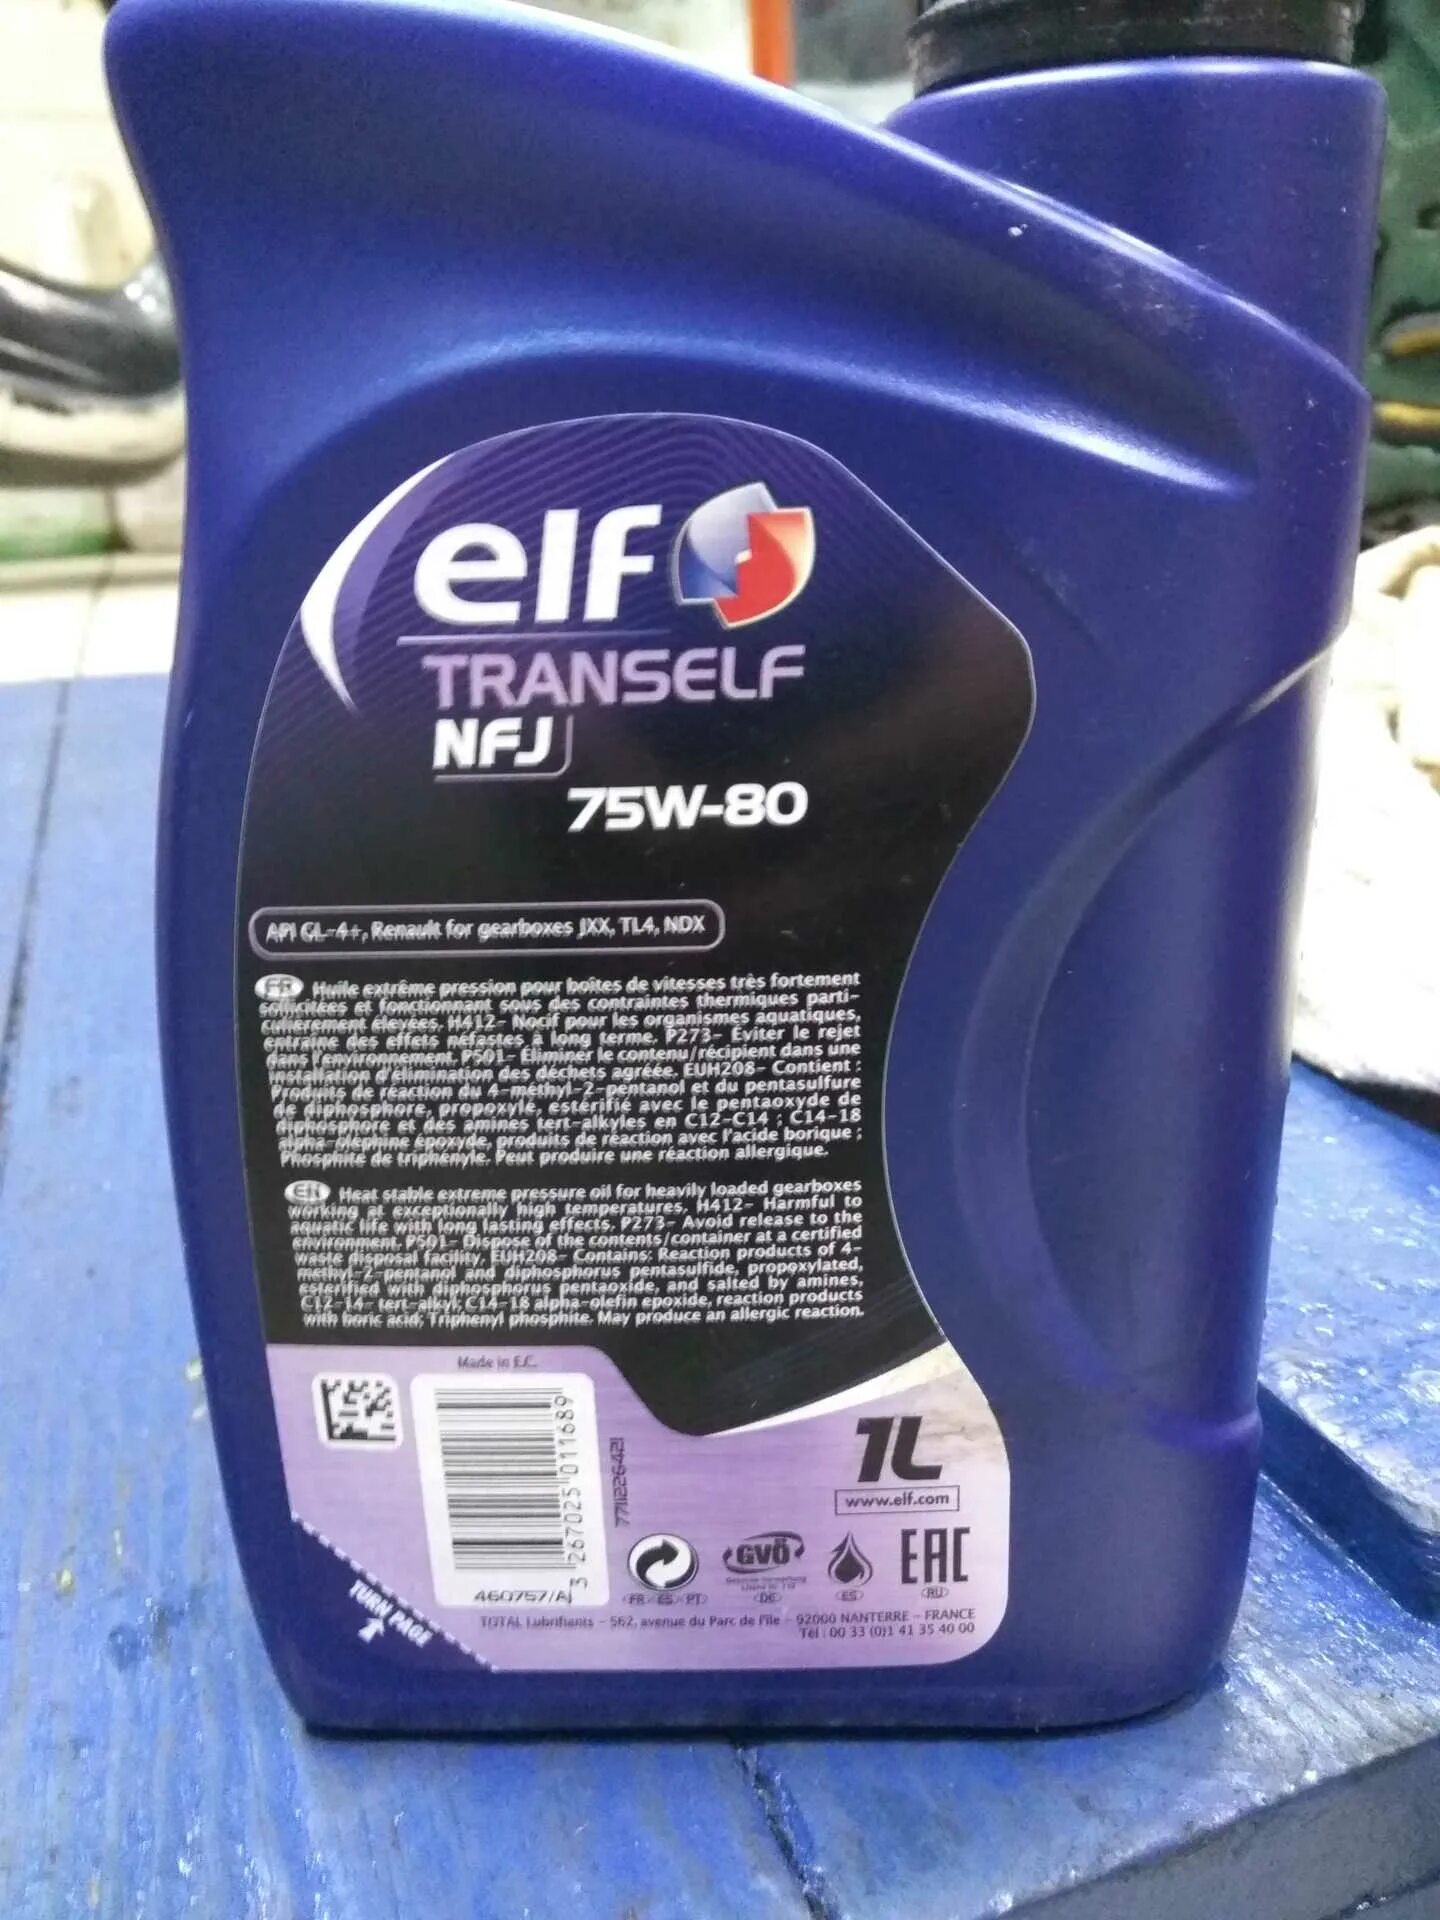 elf
TRANSELF
NFJ
75W-80
API GL-4+, Renault for gearboxes JXX, TL4, NDX
FR Huile extrême pression pour boîtes de vitesses très fortement
sollicitées et fonctionnant sous des contraintes thermiques parti-
culièrement élevées. H412- Nocif pour les organismes aquatiques,
entraîne des effets néfastes à long terme. P273- Éviter le rejet
dans l'environnement. P501- Éliminer le contenu/récipient dans une
installation d'élimination des déchets agréée. EUH208- Contient :
Produits de réaction du 4-méthyl-2-pentanol et du pentasulfure
de diphosphore, propoxylé, estérifié avec le pentaoxyde de
diphosphore et des amines tert-alkyles en C12-C14 ; C14-18
alpha-olephine époxyde, produits de réaction avec l'acide borique ;
Phosphite de triphényle. Peut produire une réaction allergique.
EN Heat stable extreme pressure oil for heavily loaded gearboxes
working at exceptionally high temperatures. H412- Harmful to
aquatic life with long lasting effects. P273- Avoid release to the
environment. P501- Dispose of the contents/container at a certified
waste disposal facility. EUH208- Contains: Reaction products of 4-
methyl-2-pentanol and diphosphorus pentasulfide, propoxylated,
esterified with diphosphorus pentaoxide, and salted by amines,
C12-14- tert-alkyl; C14-18 alpha-olefin epoxide, reaction products
with boric acid; Triphenyl phosphite. May produce an allergic reaction.
Made in E.C.
3 267025 011689
7711226421
460757/A
1L
www.elf.com
GVÖ
EAC
FR ES PT
DE
ES
RU
TURN PAGE
TOTAL Lubrifiants - 562, avenue du Parc de l'île - 92000 NANTERRE - FRANCE
Tél : 00 33 (0)1 41 35 40 00